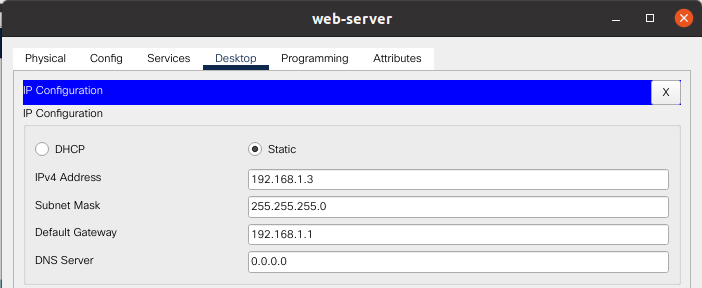 web-server
Physical Config Services Desktop Programming Attributes
IP Configuration X
IP Configuration
DHCP Static
IPv4 Address 192.168.1.3
Subnet Mask 255.255.255.0
Default Gateway 192.168.1.1
DNS Server 0.0.0.0